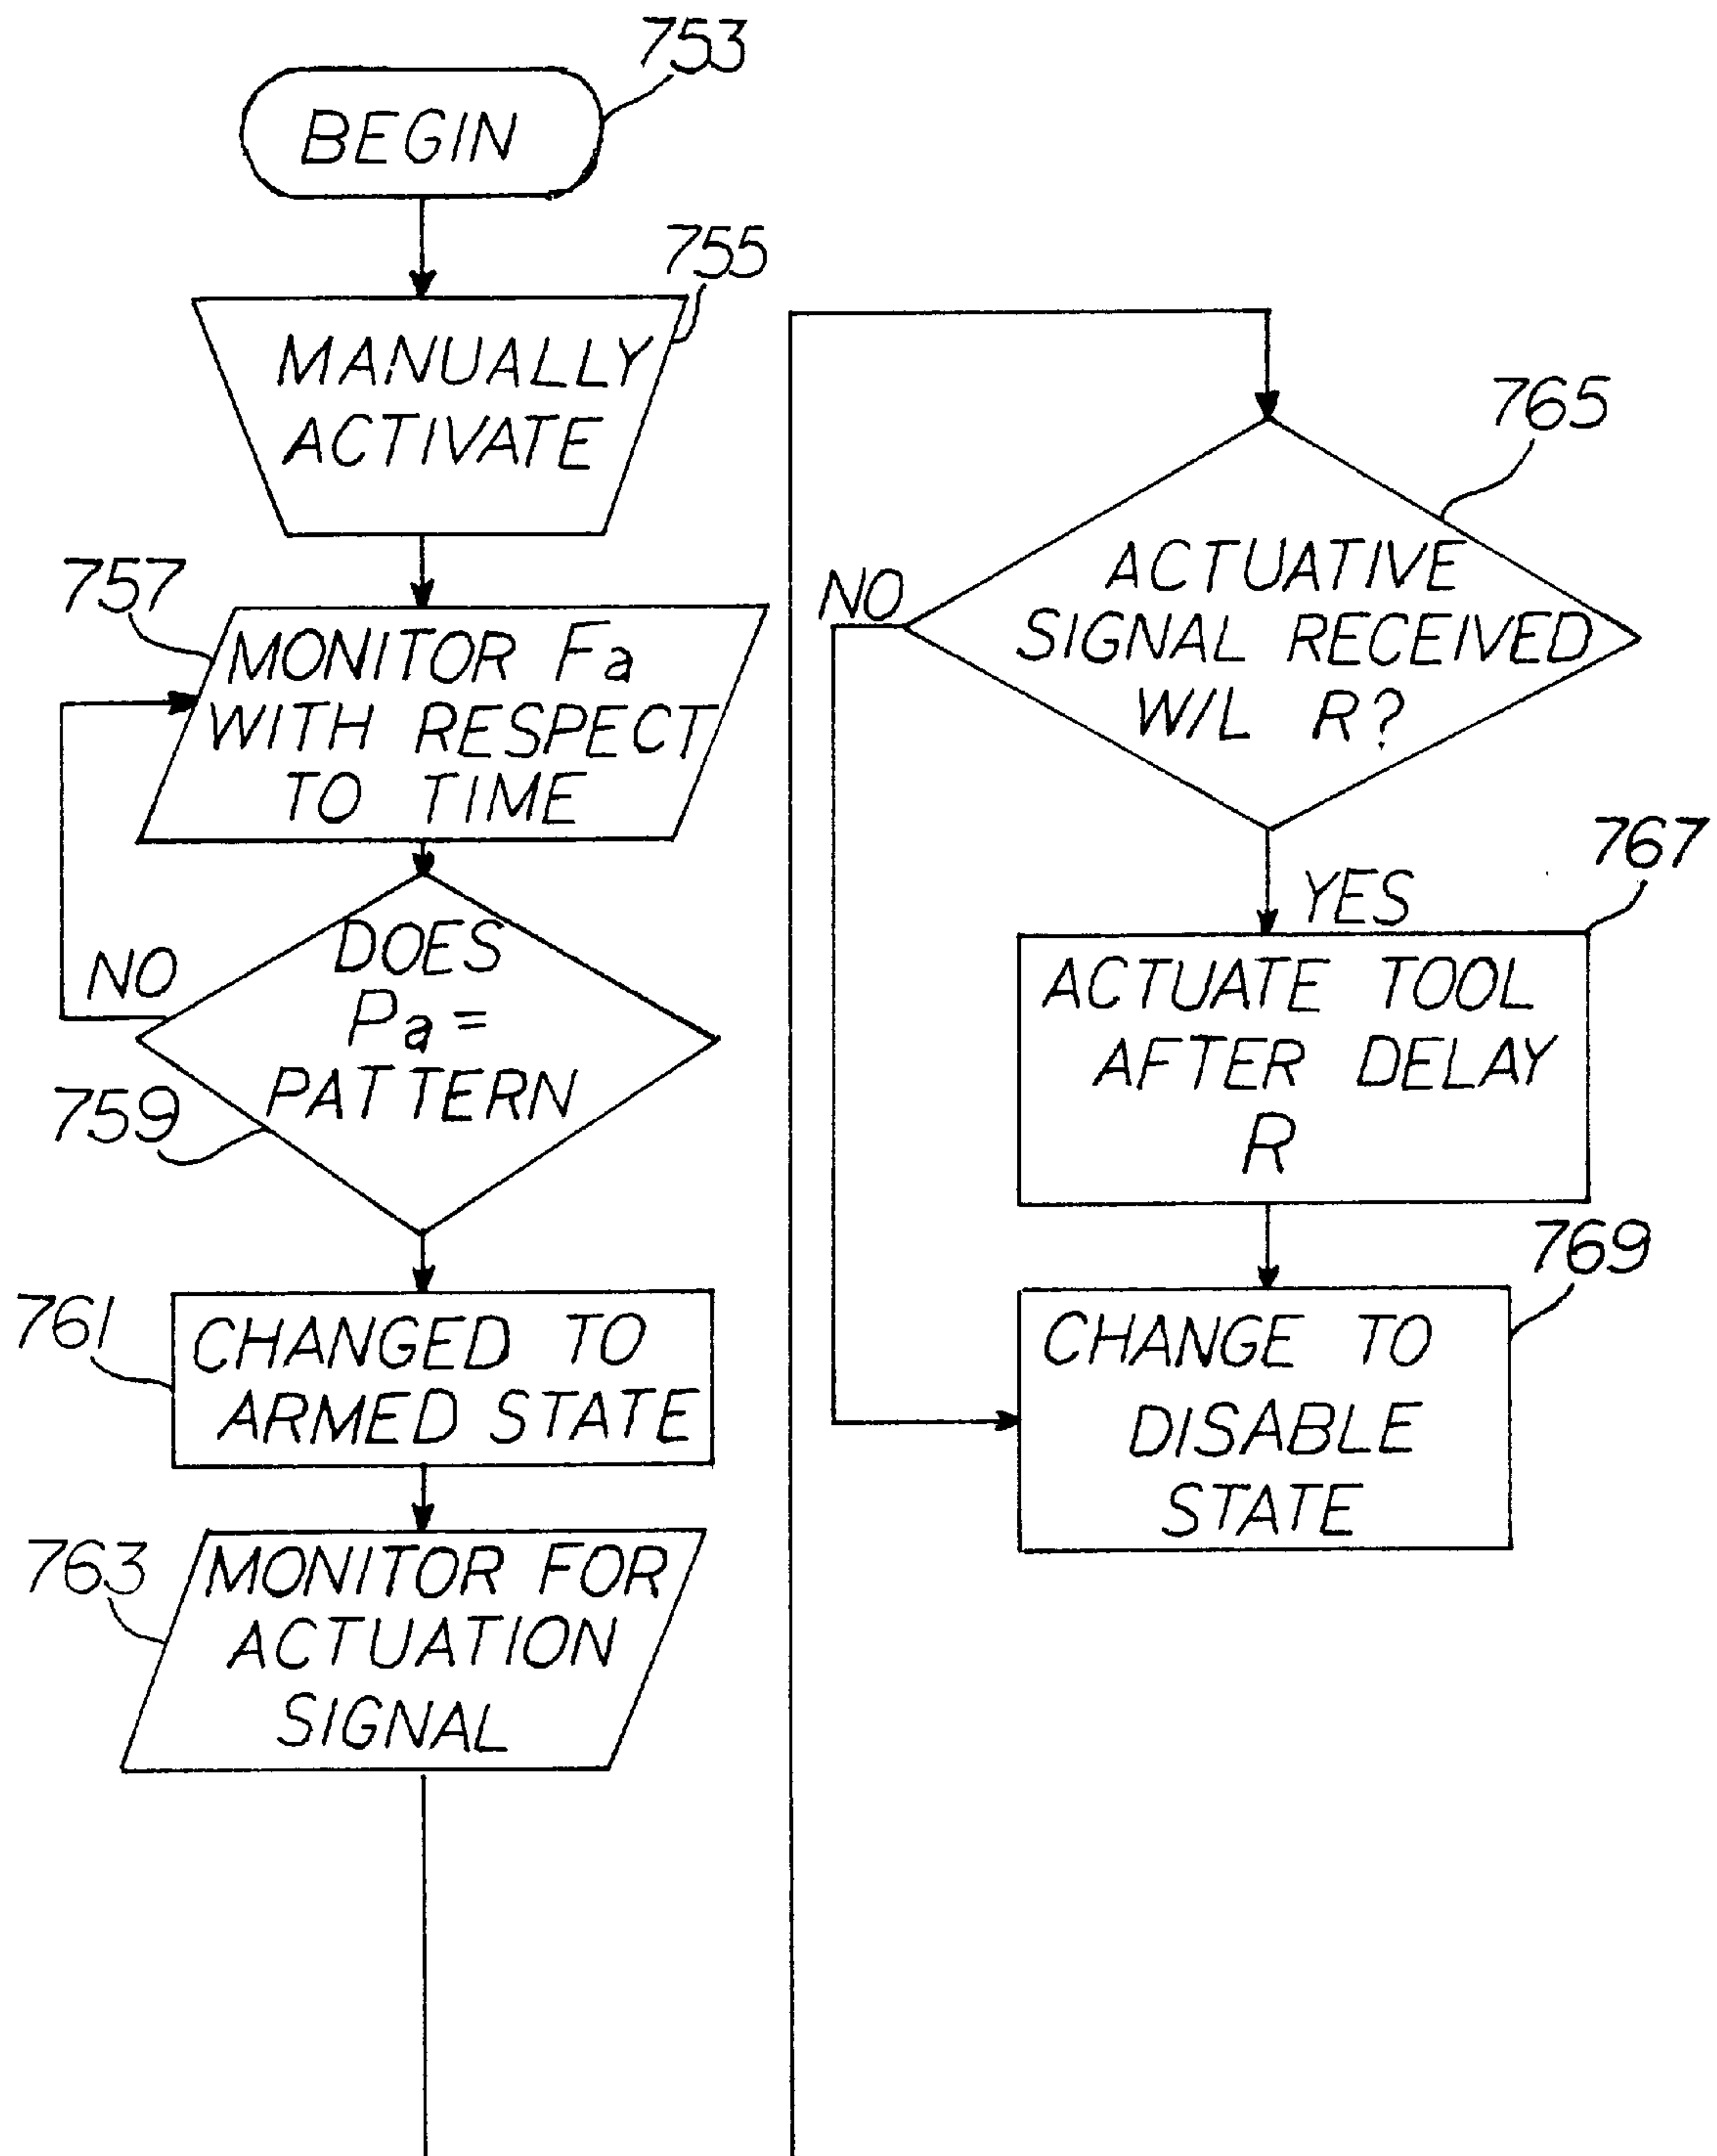 753
BEGIN
755
MANUALLY
ACTIVATE
757
MONITOR Fa
WITH RESPECT
TO TIME
NO
DOES
Pa =
PATTERN
759
761
CHANGED TO
ARMED STATE
763
MONITOR FOR
ACTUATION
SIGNAL
765
NO
ACTUATIVE
SIGNAL RECEIVED
W/L R?
YES
767
ACTUATE TOOL
AFTER DELAY
R
769
CHANGE TO
DISABLE
STATE